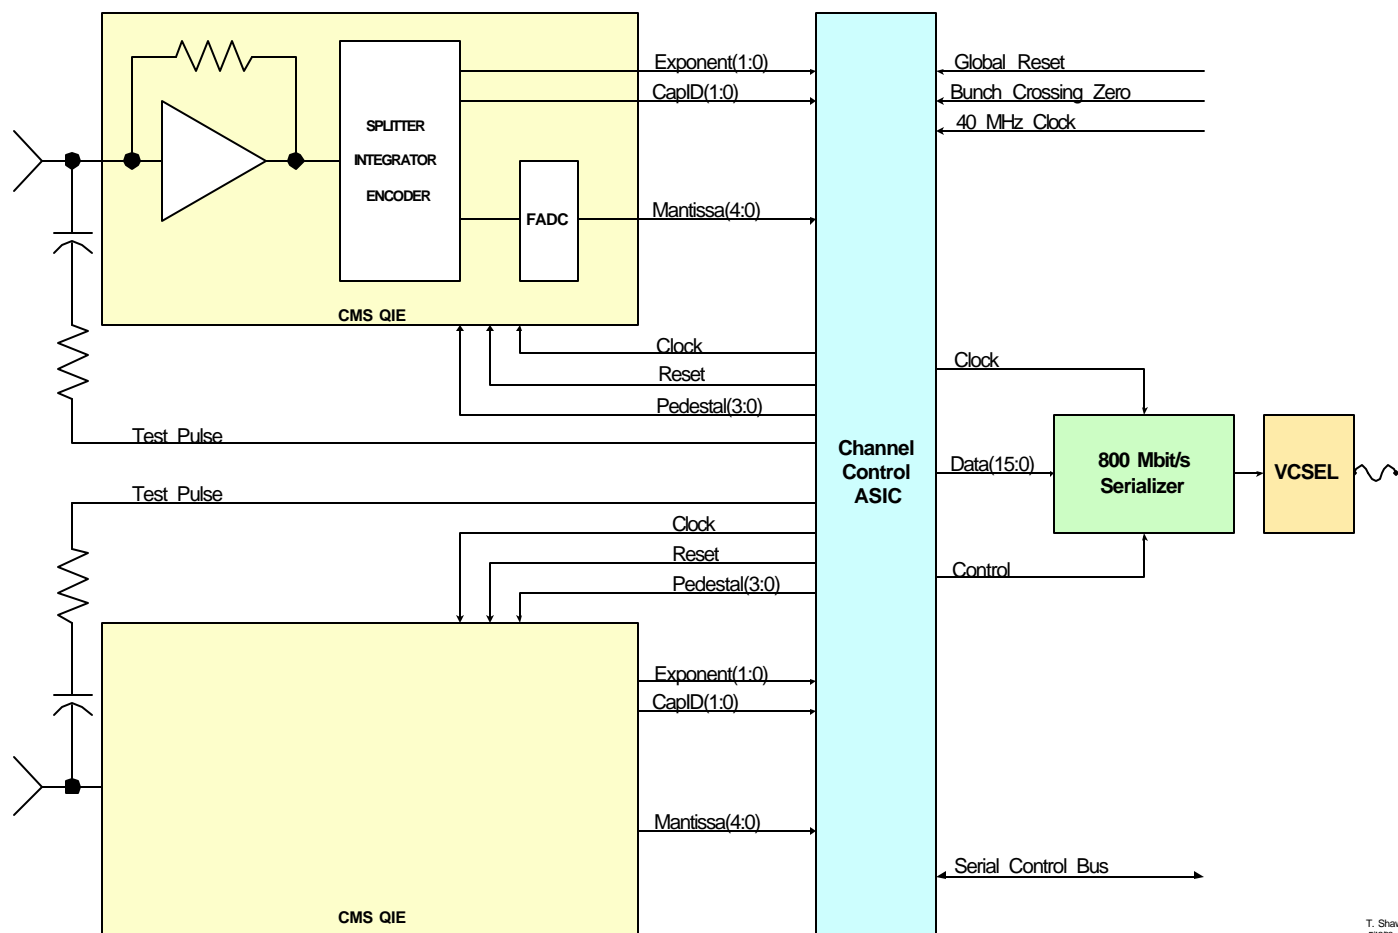 Exponent(1:0)
CapID(1:0)
SPLITTER
INTEGRATOR
ENCODER
FADC
Mantissa(4:0)
CMS QIE
Clock
Reset
Pedestal(3:0)
Test Pulse
Test Pulse
Clock
Reset
Pedestal(3:0)
Exponent(1:0)
CapID(1:0)
Mantissa(4:0)
CMS QIE
Channel
Control
ASIC
Global Reset
Bunch Crossing Zero
40 MHz Clock
Clock
Data(15:0)
Control
800 Mbit/s
Serializer
VCSEL
Serial Control Bus
T. Shaw